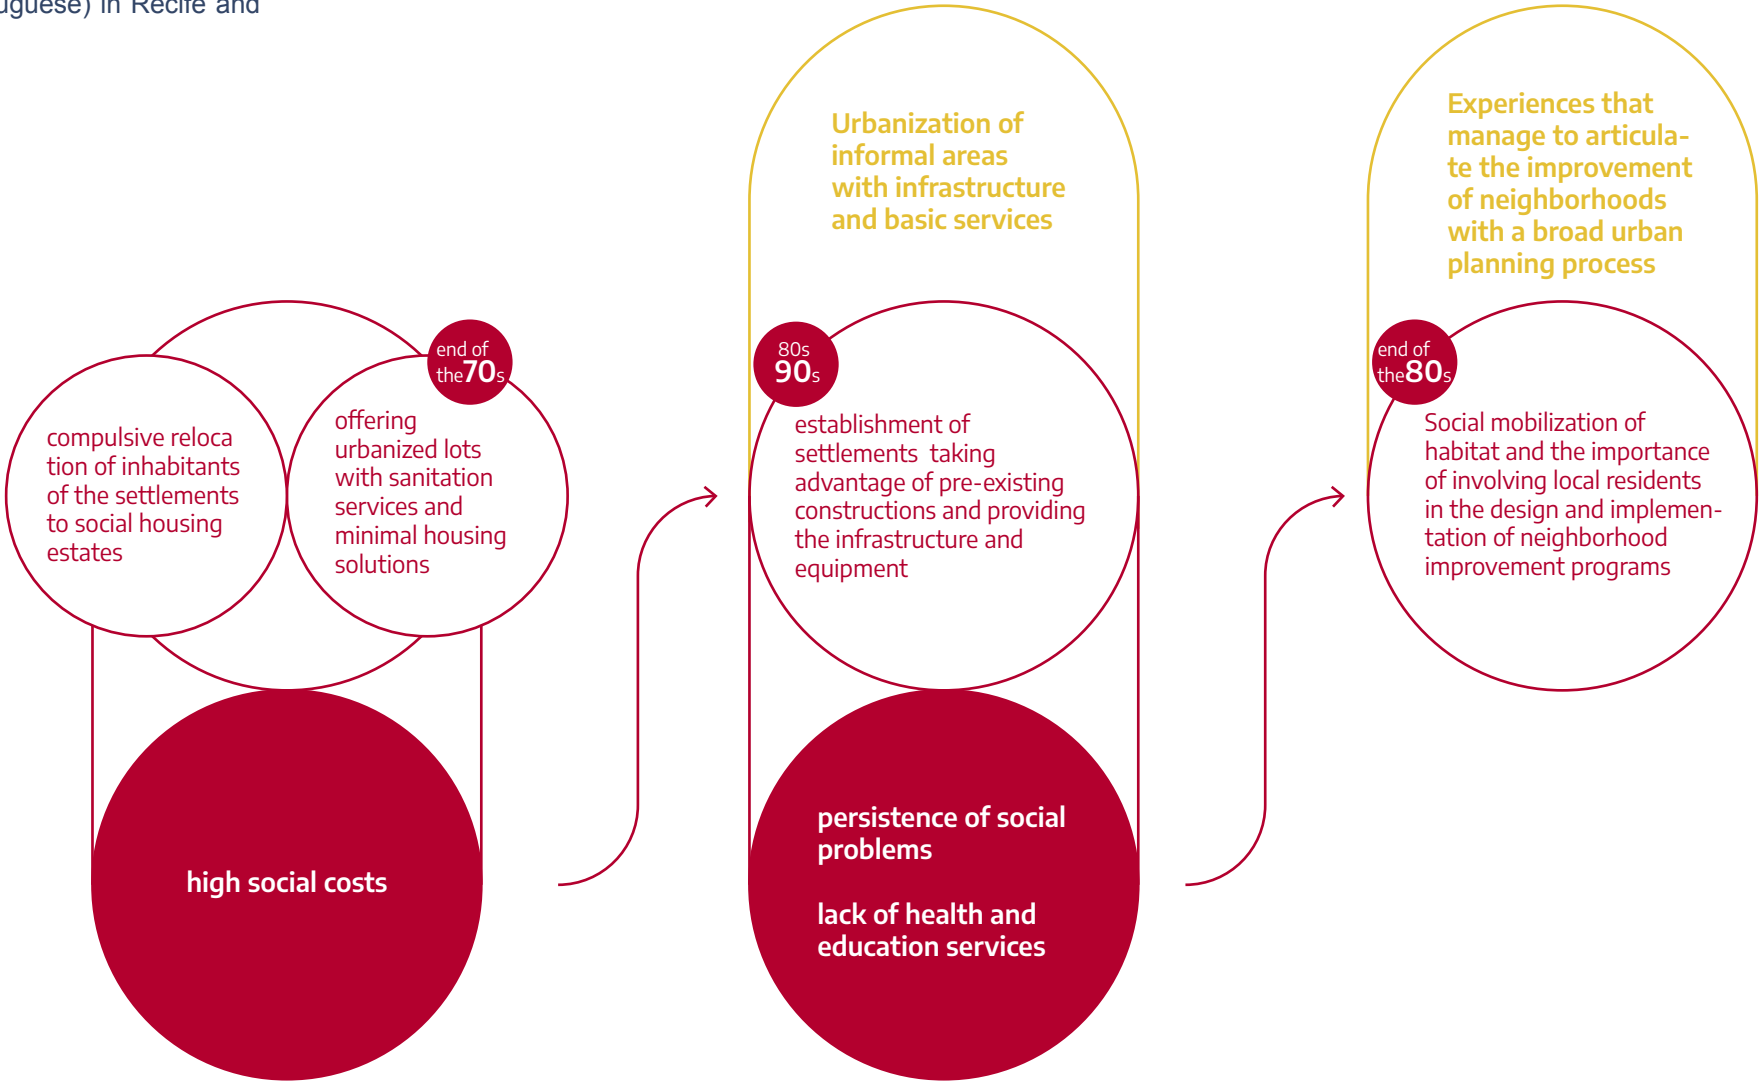 uguese) in Recife and
compulsive reloca
tion of inhabitants
of the settlements
to social housing
estates
end of
the70s
offering
urbanized lots
with sanitation
services and
minimal housing
solutions
high social costs
Urbanization of
informal areas
with infrastructure
and basic services
80s
90s
establishment of
settlements taking
advantage of pre-existing
constructions and providing
the infrastructure and
equipment
persistence of social
problems
lack of health and
education services
Experiences that
manage to articula-
te the improvement
of neighborhoods
with a broad urban
planning process
end of
the80s
Social mobilization of
habitat and the importance
of involving local residents
in the design and implemen-
tation of neighborhood
improvement programs